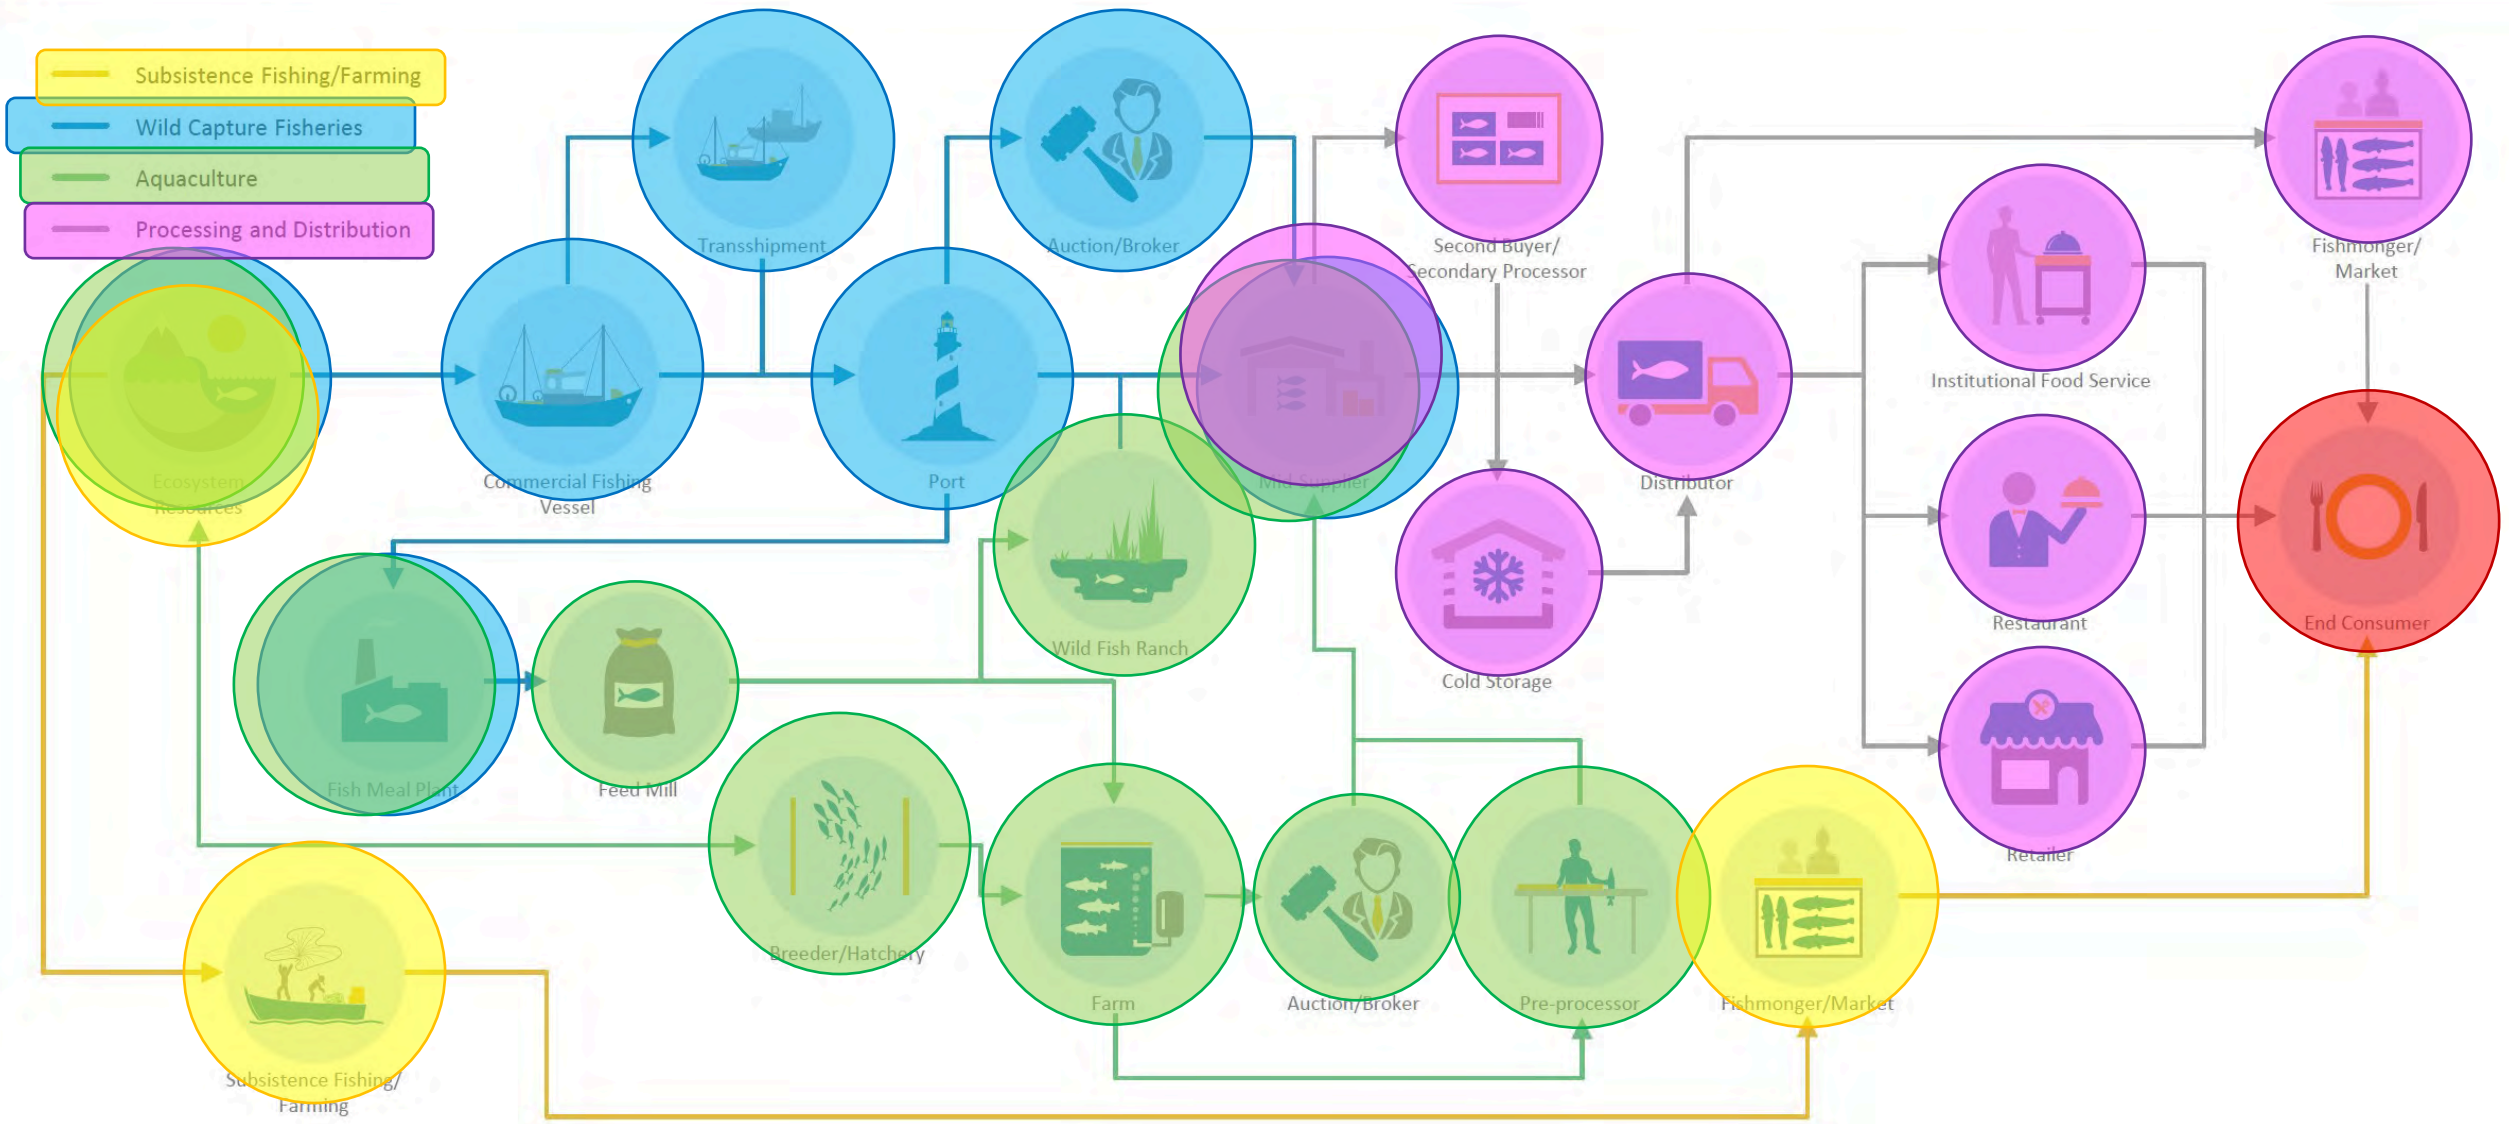 Subsistence Fishing/Farming
Wild Capture Fisheries
Aquaculture
Processing and Distribution
Transshipment
Auction/Broker
Second Buyer/
Secondary Processor
Fishmonger/
Market
Institutional Food Service
Ecosystem
Resources
Commercial Fishing
Vessel
Port
Mid Supplier
Distributor
Wild Fish Ranch
Cold Storage
Restaurant
End Consumer
Fish Meal Plant
Feed Mill
Retailer
Breeder/Hatchery
Farm
Auction/Broker
Pre-processor
Fishmonger/Market
Subsistence Fishing/
Farming